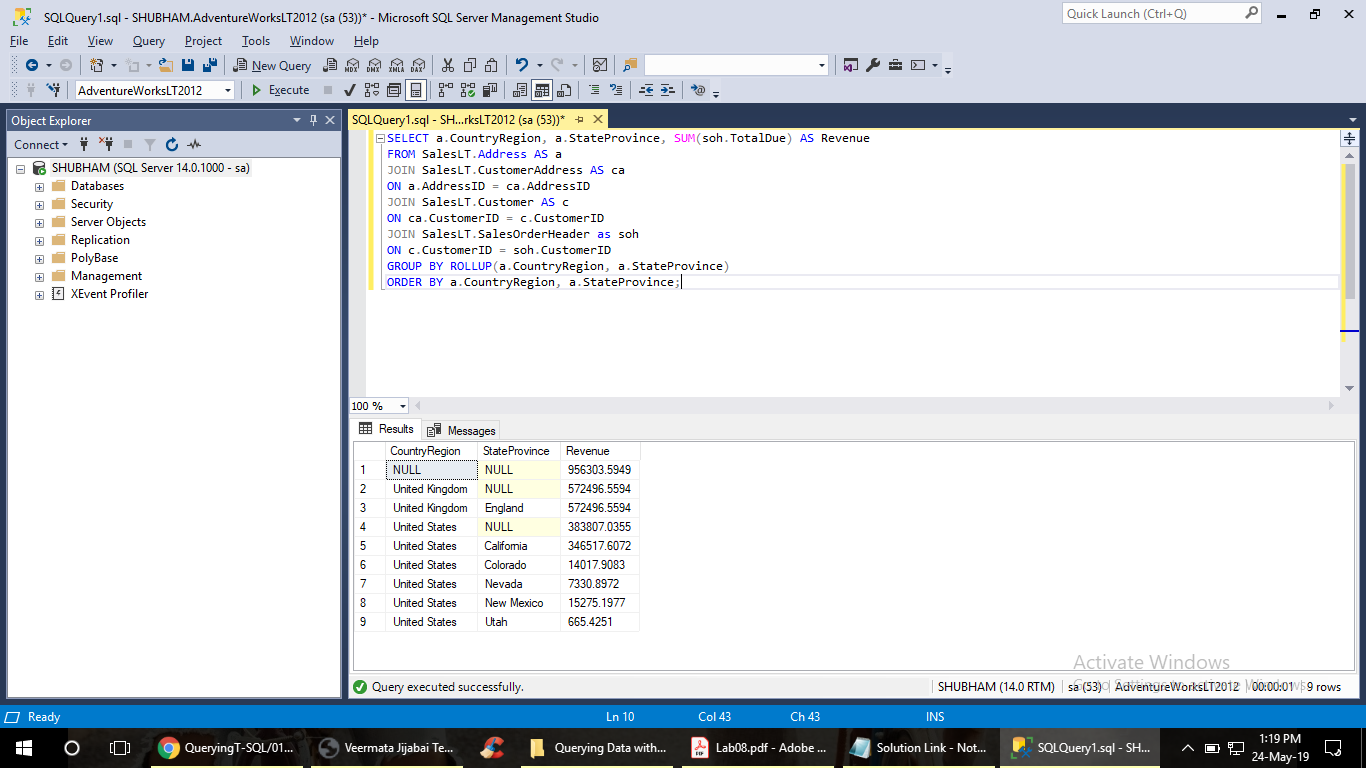 SQLQuery1.sql - SHUBHAM.AdventureWorksLT2012 (sa (53))* - Microsoft SQL Server Management Studio
Quick Launch (Ctrl+Q)
File Edit View Query Project Tools Window Help
New Query MDX DMX XMLA DAX
AdventureWorksLT2012 Execute
Object Explorer
Connect
SHUBHAM (SQL Server 14.0.1000 - sa)
Databases
Security
Server Objects
Replication
PolyBase
Management
XEvent Profiler
SQLQuery1.sql - SH...rksLT2012 (sa (53))*
SELECT a.CountryRegion, a.StateProvince, SUM(soh.TotalDue) AS Revenue
FROM SalesLT.Address AS a
JOIN SalesLT.CustomerAddress AS ca
ON a.AddressID = ca.AddressID
JOIN SalesLT.Customer AS c
ON ca.CustomerID = c.CustomerID
JOIN SalesLT.SalesOrderHeader as soh
ON c.CustomerID = soh.CustomerID
GROUP BY ROLLUP(a.CountryRegion, a.StateProvince)
ORDER BY a.CountryRegion, a.StateProvince;
100 %
Results Messages
CountryRegion StateProvince Revenue
1 NULL NULL 956303.5949
2 United Kingdom NULL 572496.5594
3 United Kingdom England 572496.5594
4 United States NULL 383807.0355
5 United States California 346517.6072
6 United States Colorado 14017.9083
7 United States Nevada 7330.8972
8 United States New Mexico 15275.1977
9 United States Utah 665.4251
Activate Windows
Go to Settings to activate Windows.
Query executed successfully. SHUBHAM (14.0 RTM) sa (53) AdventureWorksLT2012 00:00:01 9 rows
Ready Ln 10 Col 43 Ch 43 INS
QueryingT-SQL/01... Veermata Jijabai Te... Querying Data with... Lab08.pdf - Adobe ... Solution Link - Not... SQLQuery1.sql - SH...
1:19 PM
24-May-19